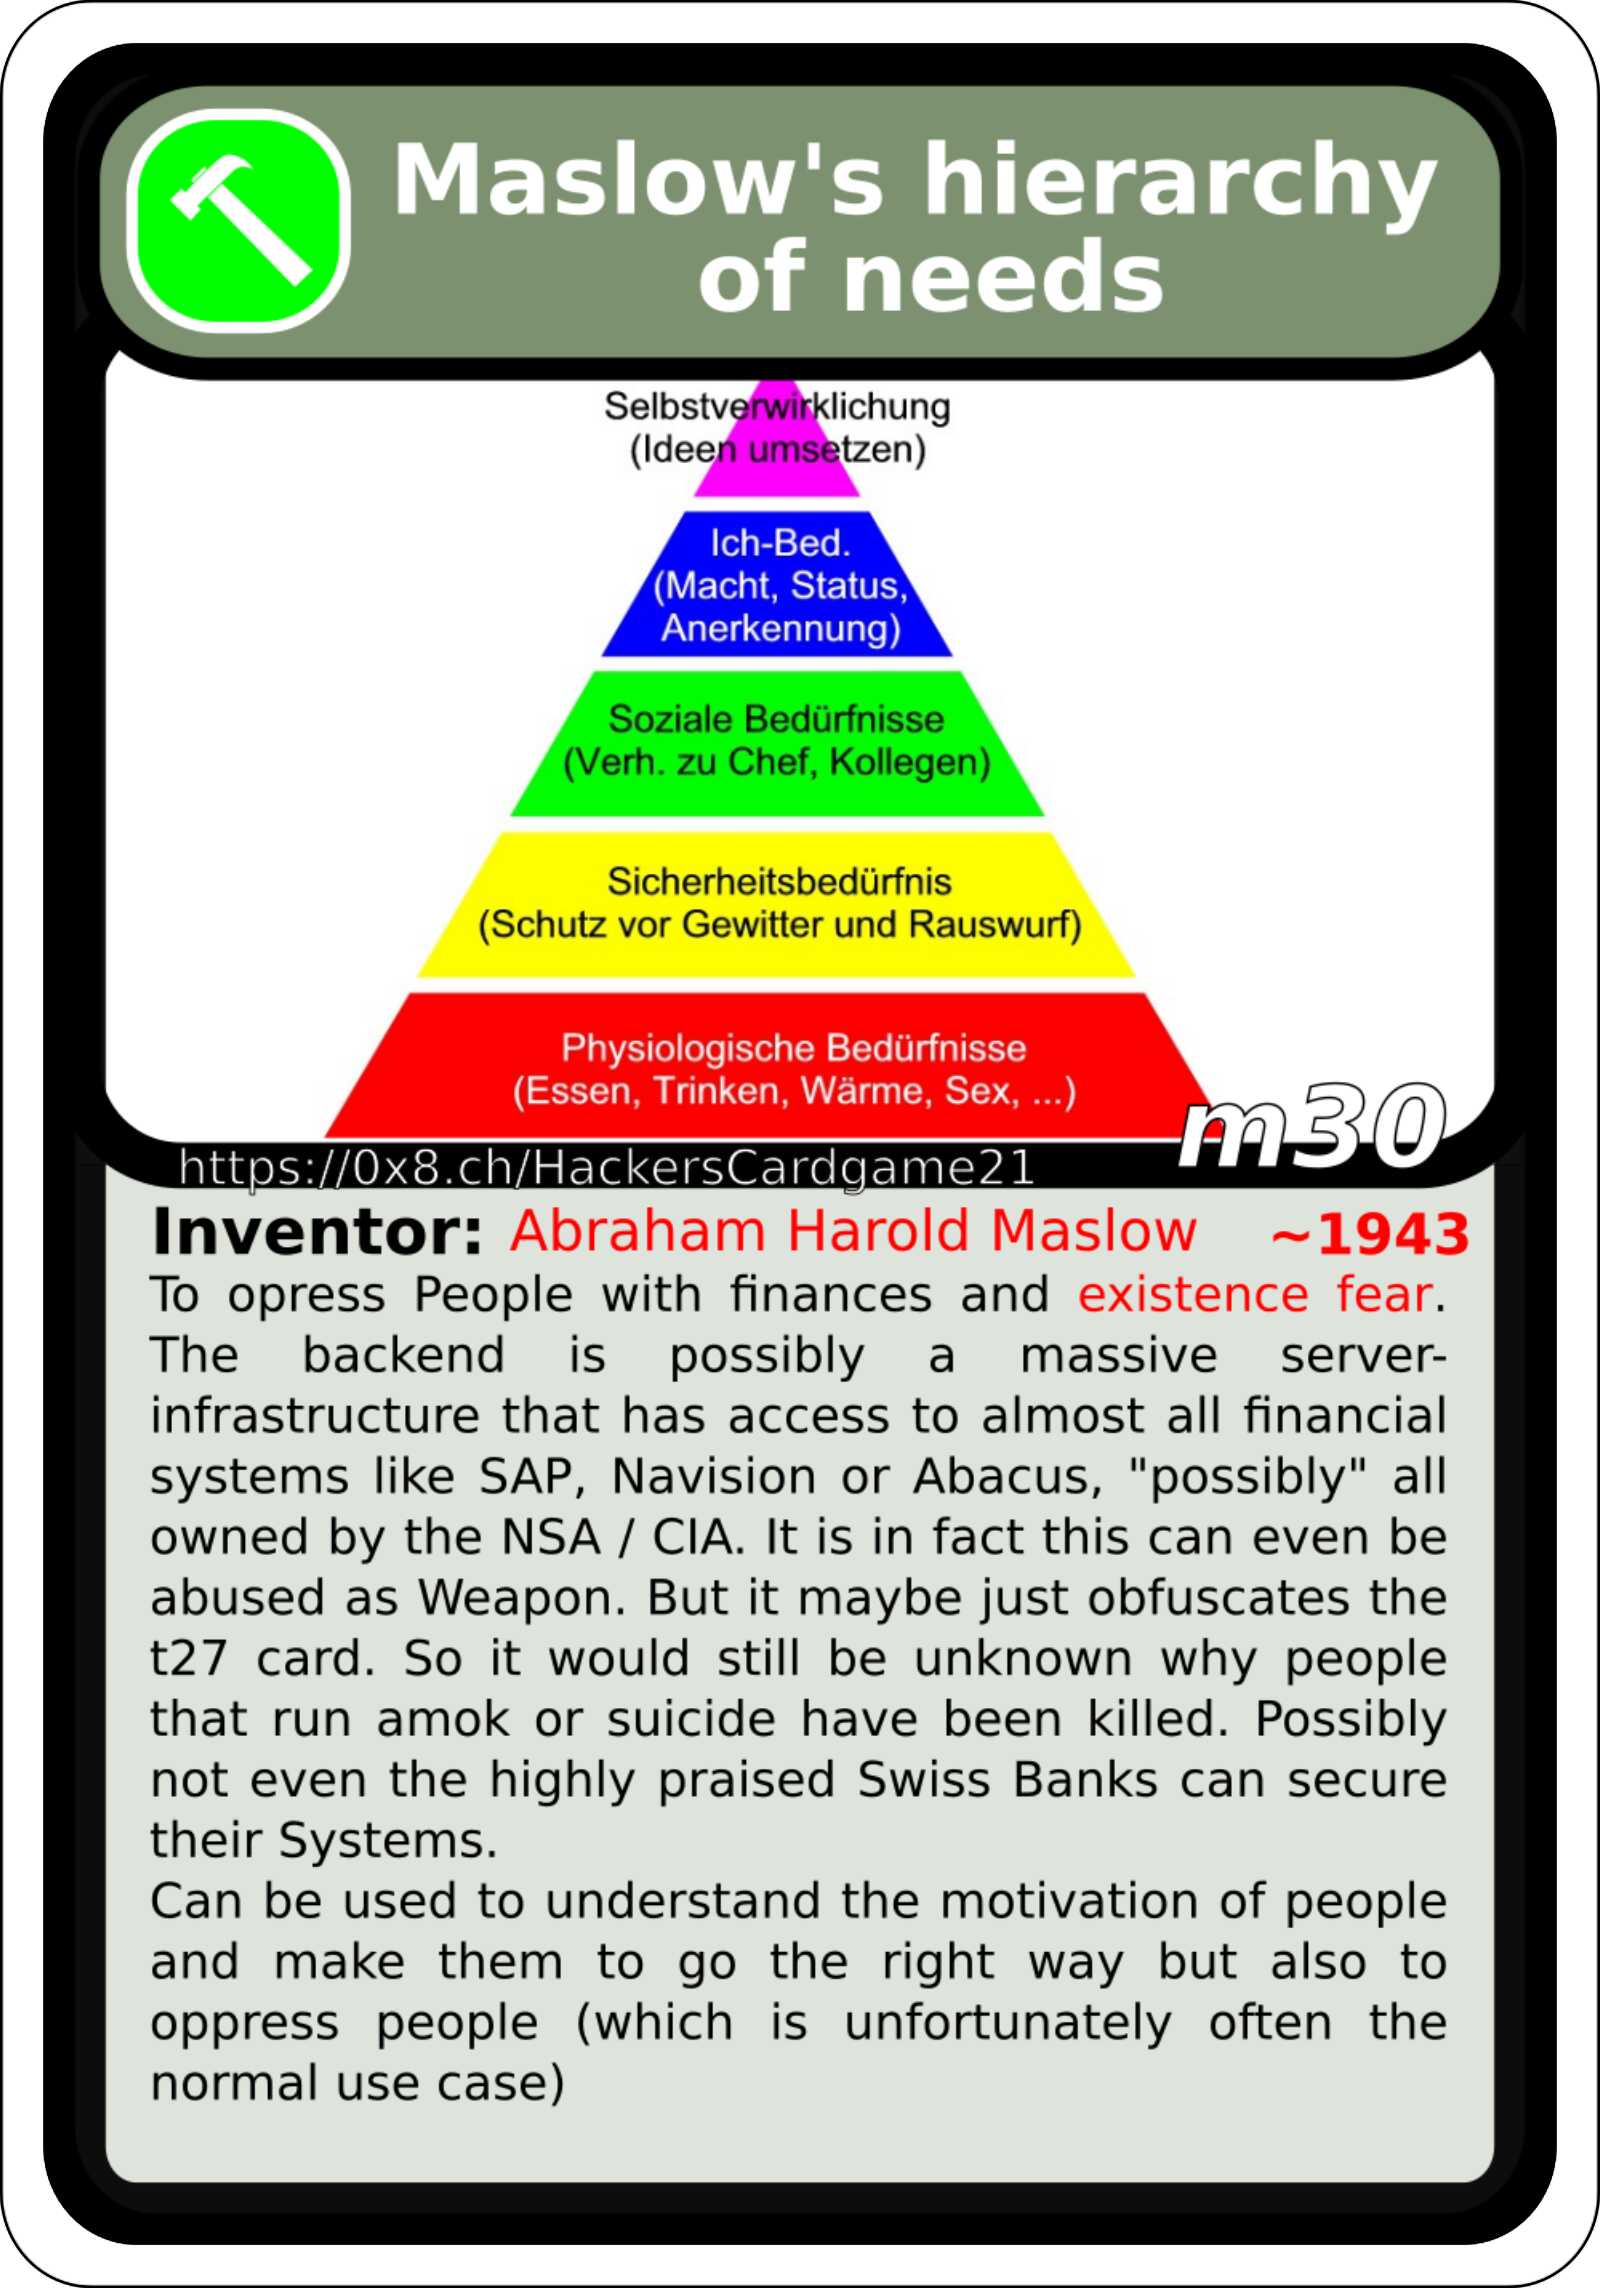 Maslow's hierarchy
of needs
Selbstverwirklichung
(Ideen umsetzen)
Ich-Bed.
(Macht, Status,
Anerkennung)
Soziale Bedürfnisse
(Verh. zu Chef, Kollegen)
Sicherheitsbedürfnis
(Schutz vor Gewitter und Rauswurf)
Physiologische Bedürfnisse
(Essen, Trinken, Wärme, Sex, ...)
m30
https://0x8.ch/HackersCardgame21
Inventor: Abraham Harold Maslow ~1943
To opress People with finances and existence fear.
The backend is possibly a massive server-
infrastructure that has access to almost all financial
systems like SAP, Navision or Abacus, "possibly" all
owned by the NSA / CIA. It is in fact this can even be
abused as Weapon. But it maybe just obfuscates the
t27 card. So it would still be unknown why people
that run amok or suicide have been killed. Possibly
not even the highly praised Swiss Banks can secure
their Systems.
Can be used to understand the motivation of people
and make them to go the right way but also to
oppress people (which is unfortunately often the
normal use case)